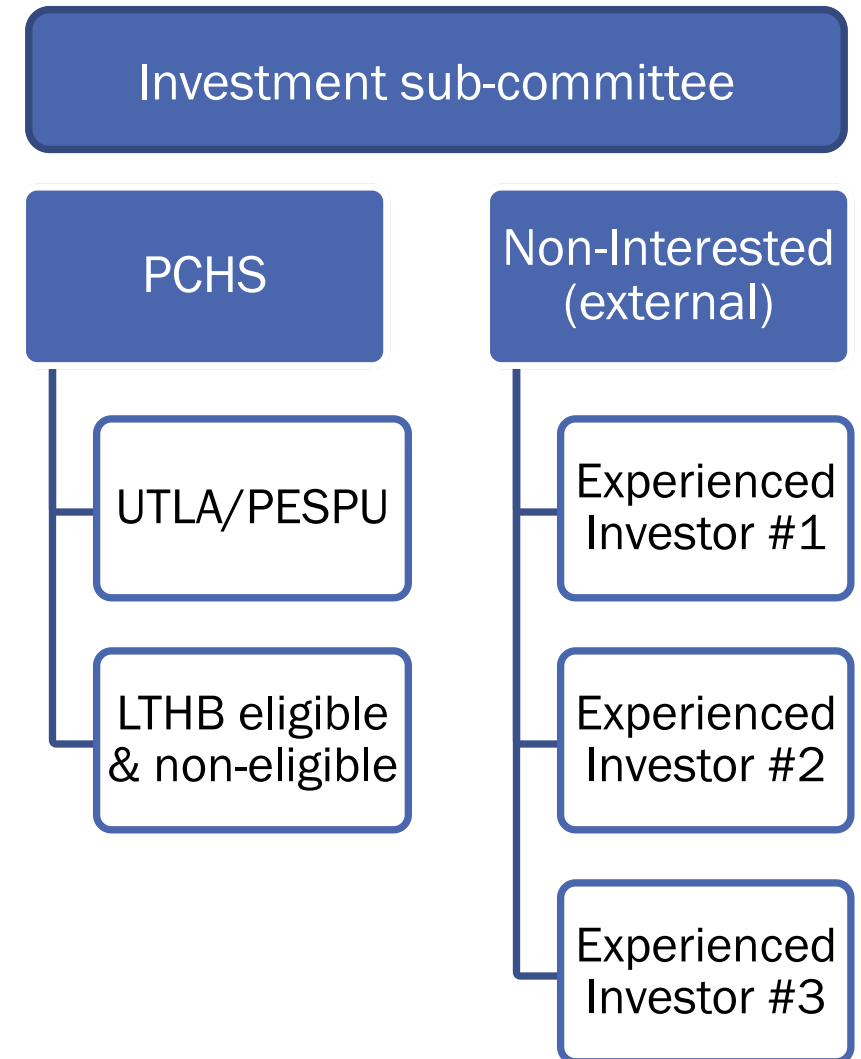 Investment sub-committee
PCHS
UTLA/PESPU
LTHB eligible
& non-eligible
Non-Interested
(external)
Experienced
Investor #1
Experienced
Investor #2
Experienced
Investor #3